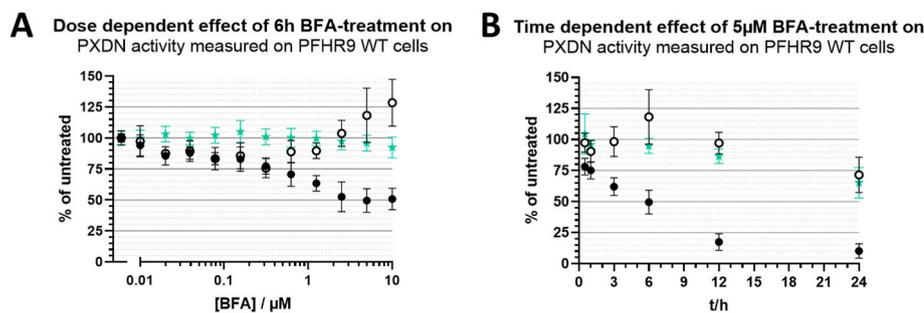 A
Dose dependent effect of 6h BFA-treatment on
PXDN activity measured on PFHR9 WT cells
% of untreated
150
125
100
75
50
25
0
0.01 0.1 1 10
[BFA] / µM
B
Time dependent effect of 5µM BFA-treatment on
PXDN activity measured on PFHR9 WT cells
% of untreated
150
125
100
75
50
25
0
0 3 6 9 12 15 18 21 24
t/h